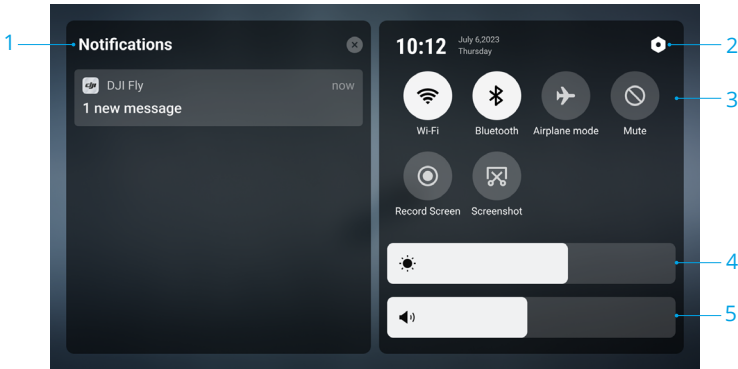 1
Notifications
DJI Fly
now
1 new message
10:12
July 6,2023
Thursday
2
Wi-Fi
Bluetooth
Airplane mode
Mute
3
Record Screen
Screenshot
4
5